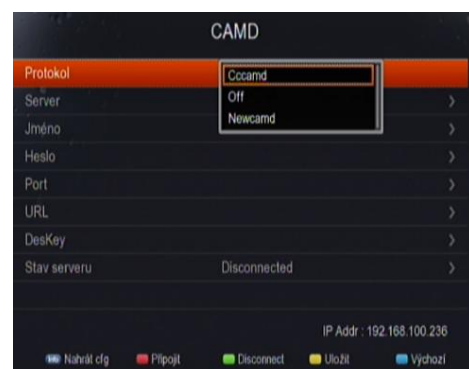 CAMD
Protokol
Cccamd
Off
Newcamd
Server
Jméno
Heslo
Port
URL
DesKey
Stav serveru Disconnected
IP Addr : 192.168.100.236
Nahrát cfg Připojit Disconnect Uložit Výchozí